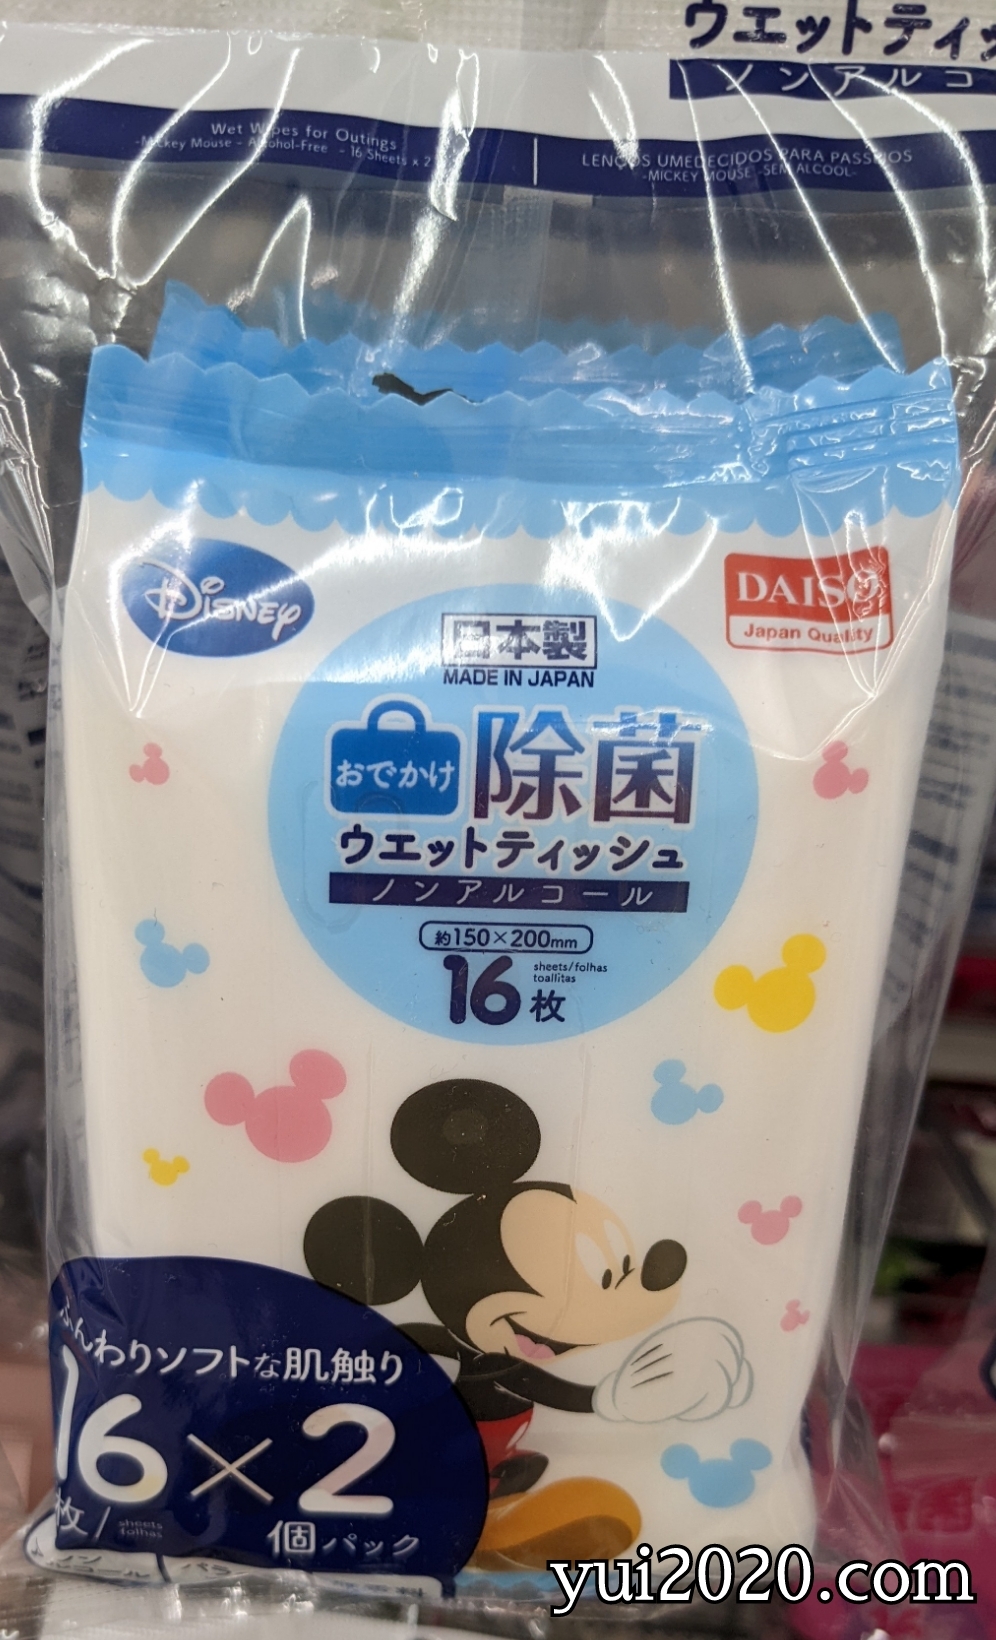 ウエットティッ
ノンアルコ
Wet Wipes for Outings
-Mickey Mouse - Alcohol-Free - 16 Sheets x 2
LENÇOS UMEDECIDOS PARA PASSEIOS
-MICKEY MOUSE -SEM ALCOOL-
Disney
DAISO
Japan Quality
日本製
MADE IN JAPAN
おでかけ
除菌
ウエットティッシュ
ノンアルコール
約150×200mm
16枚
sheets/folhas
toallitas
ふんわりソフトな肌触り
16×2
枚/
sheets
folhas
個パック
ノン
yui2020.com